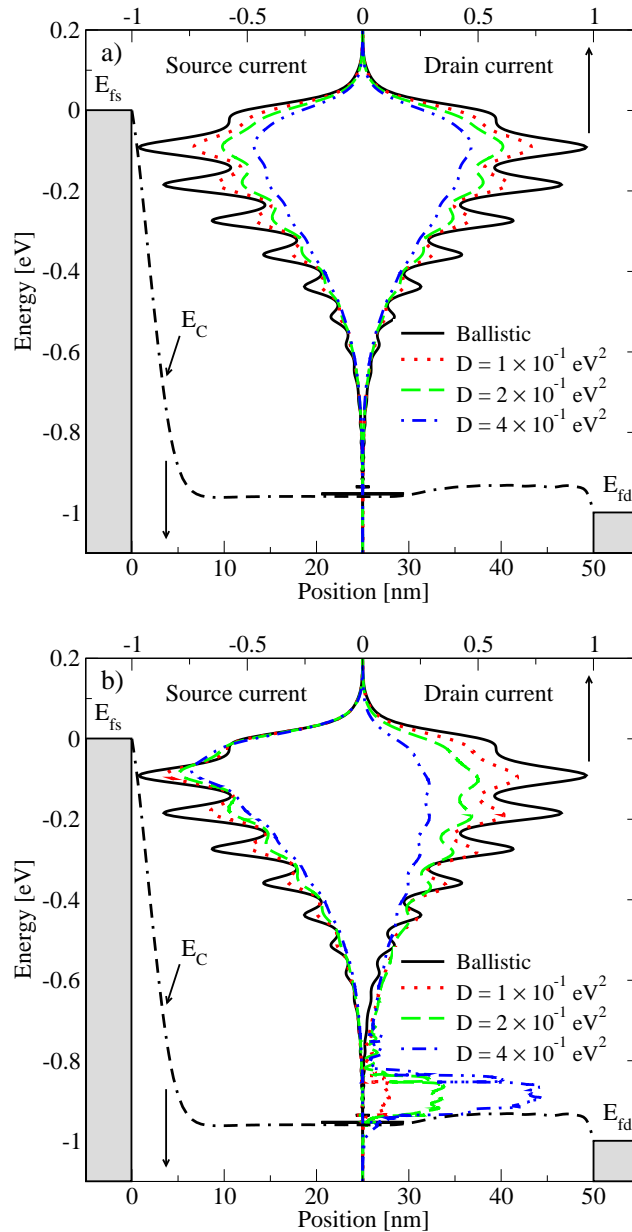 -1 -0.5 0 0.5 1
a)
Source current Drain current
E_fs
0.2
0
-0.2
-0.4
-0.6
-0.8
-1
Energy [eV]
E_C
Ballistic
D = 1 × 10^-1 eV^2
D = 2 × 10^-1 eV^2
D = 4 × 10^-1 eV^2
E_fd
0 10 20 30 40 50
Position [nm]
-1 -0.5 0 0.5 1
b)
Source current Drain current
E_fs
0.2
0
-0.2
-0.4
-0.6
-0.8
-1
Energy [eV]
E_C
Ballistic
D = 1 × 10^-1 eV^2
D = 2 × 10^-1 eV^2
D = 4 × 10^-1 eV^2
E_fd
0 10 20 30 40 50
Position [nm]